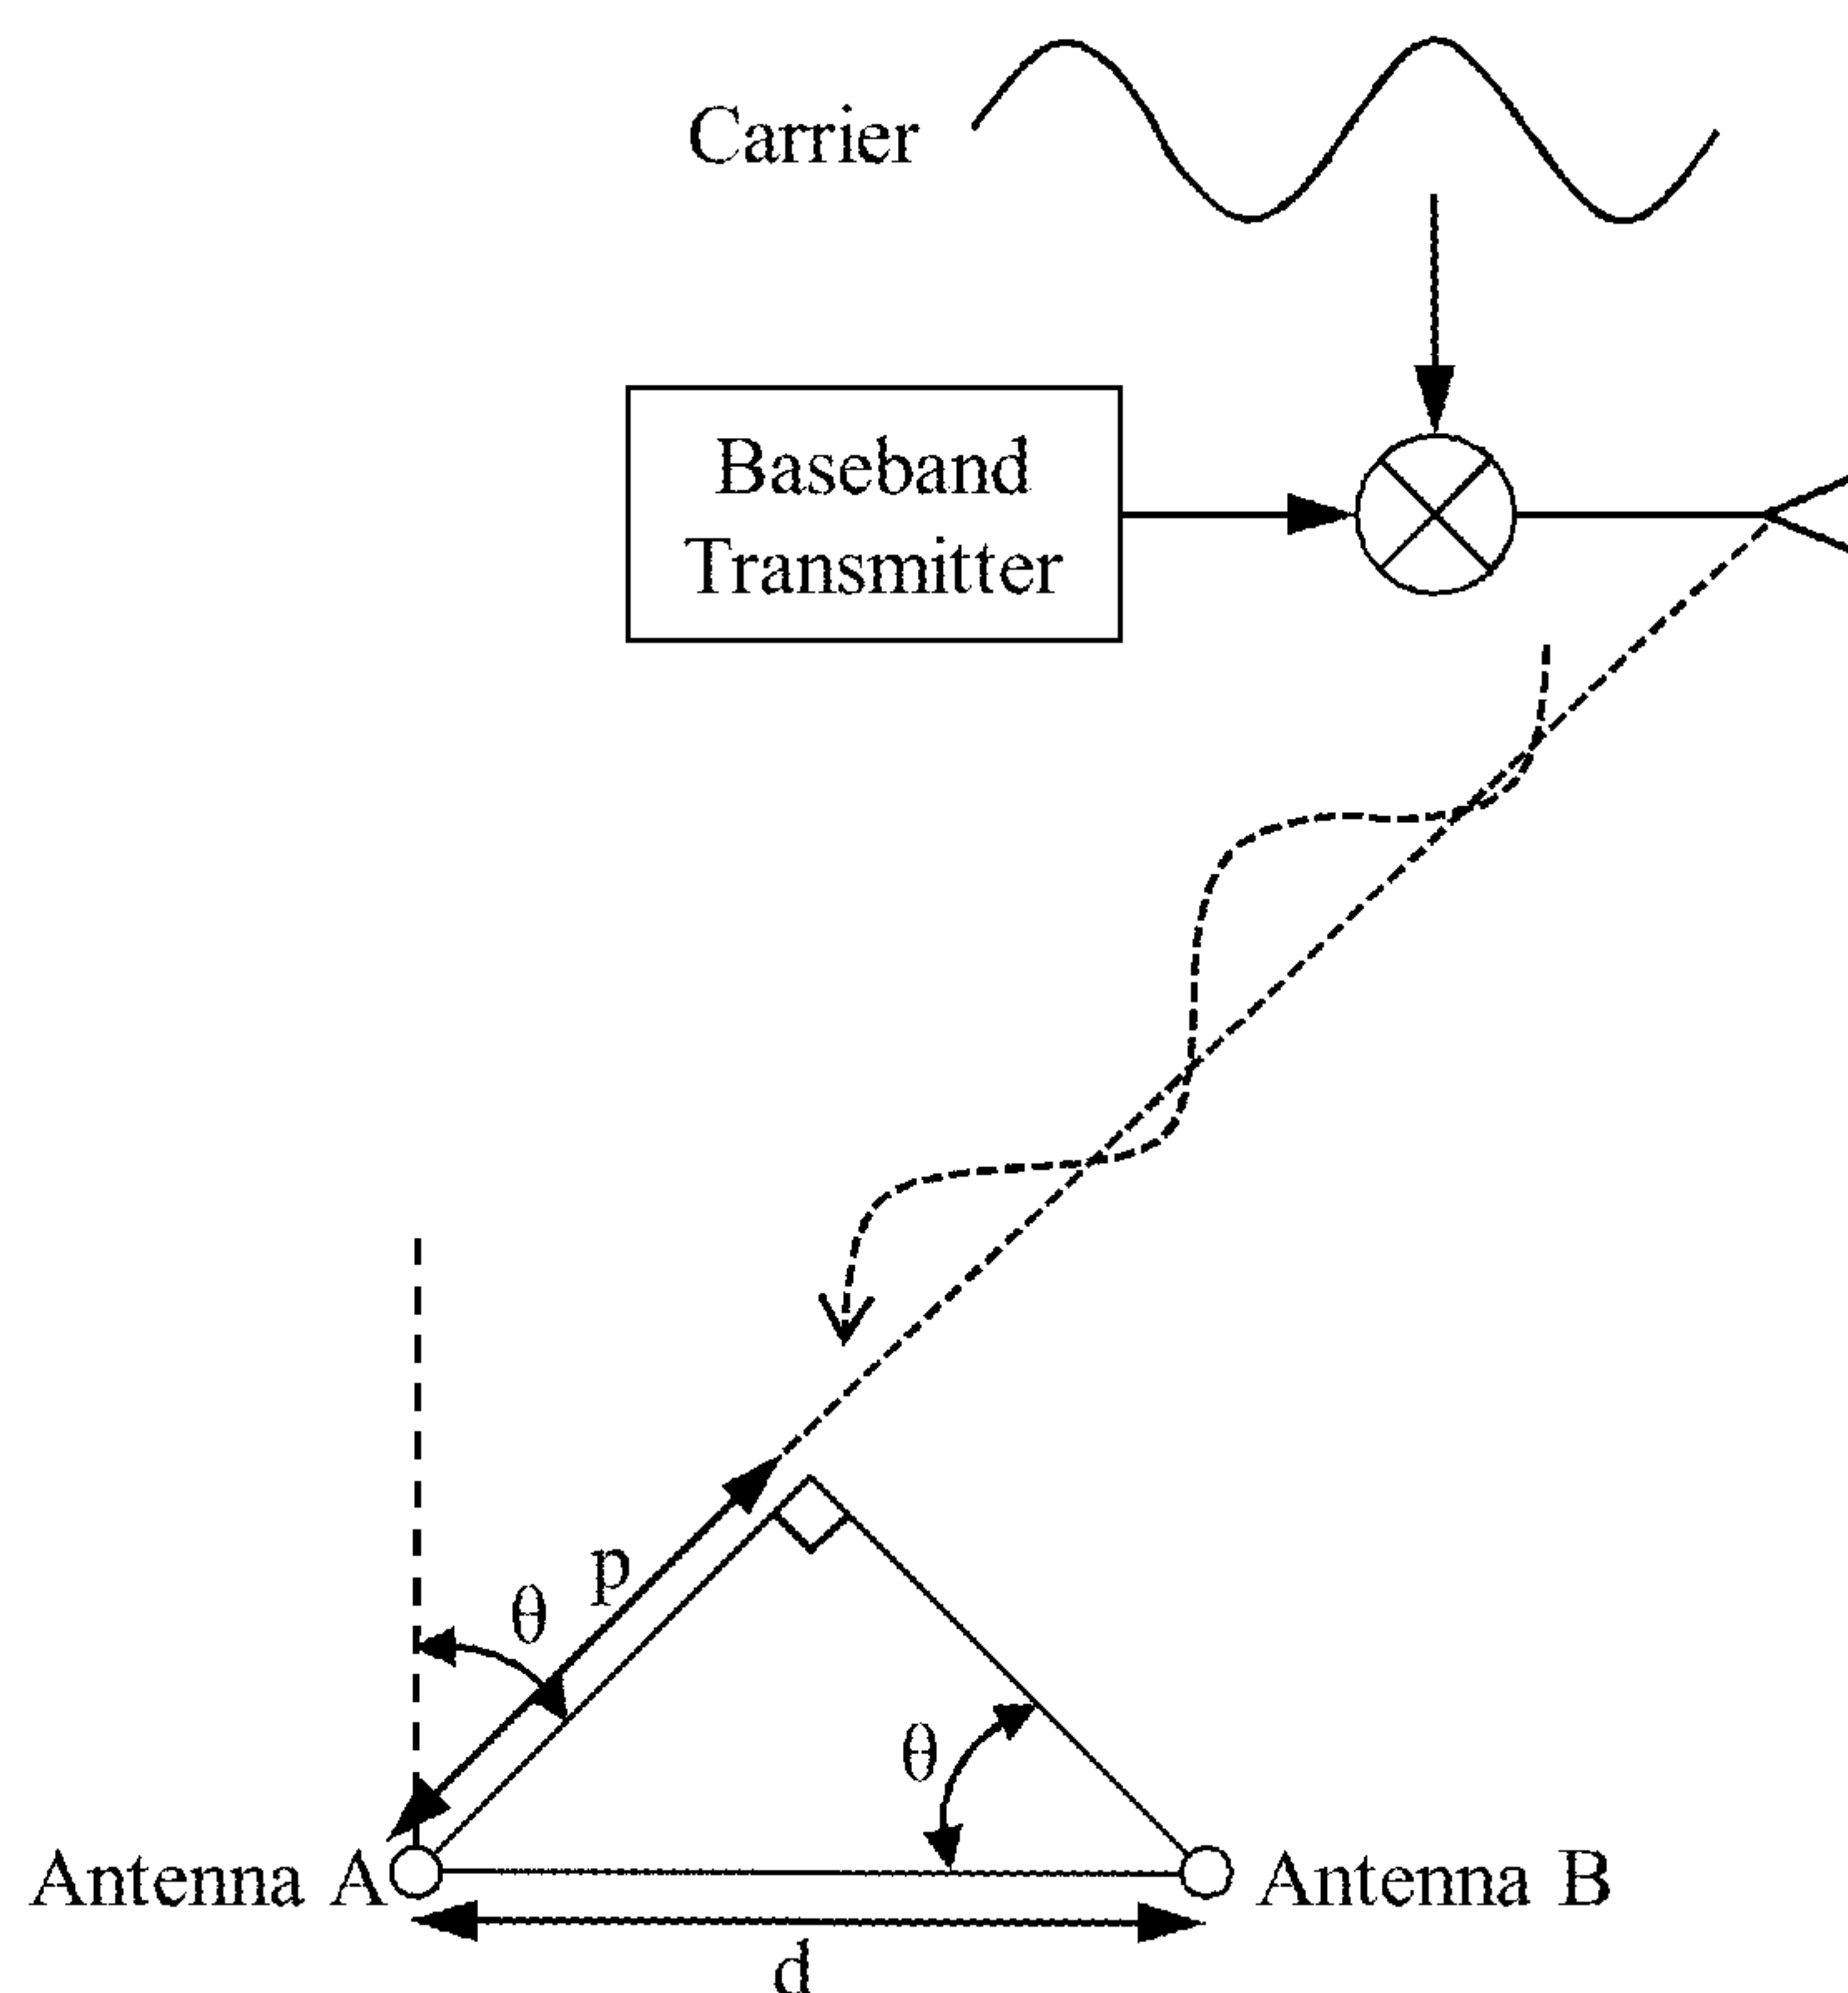 Carrier
Baseband
Transmitter
p
θ
θ
Antenna A
Antenna B
d